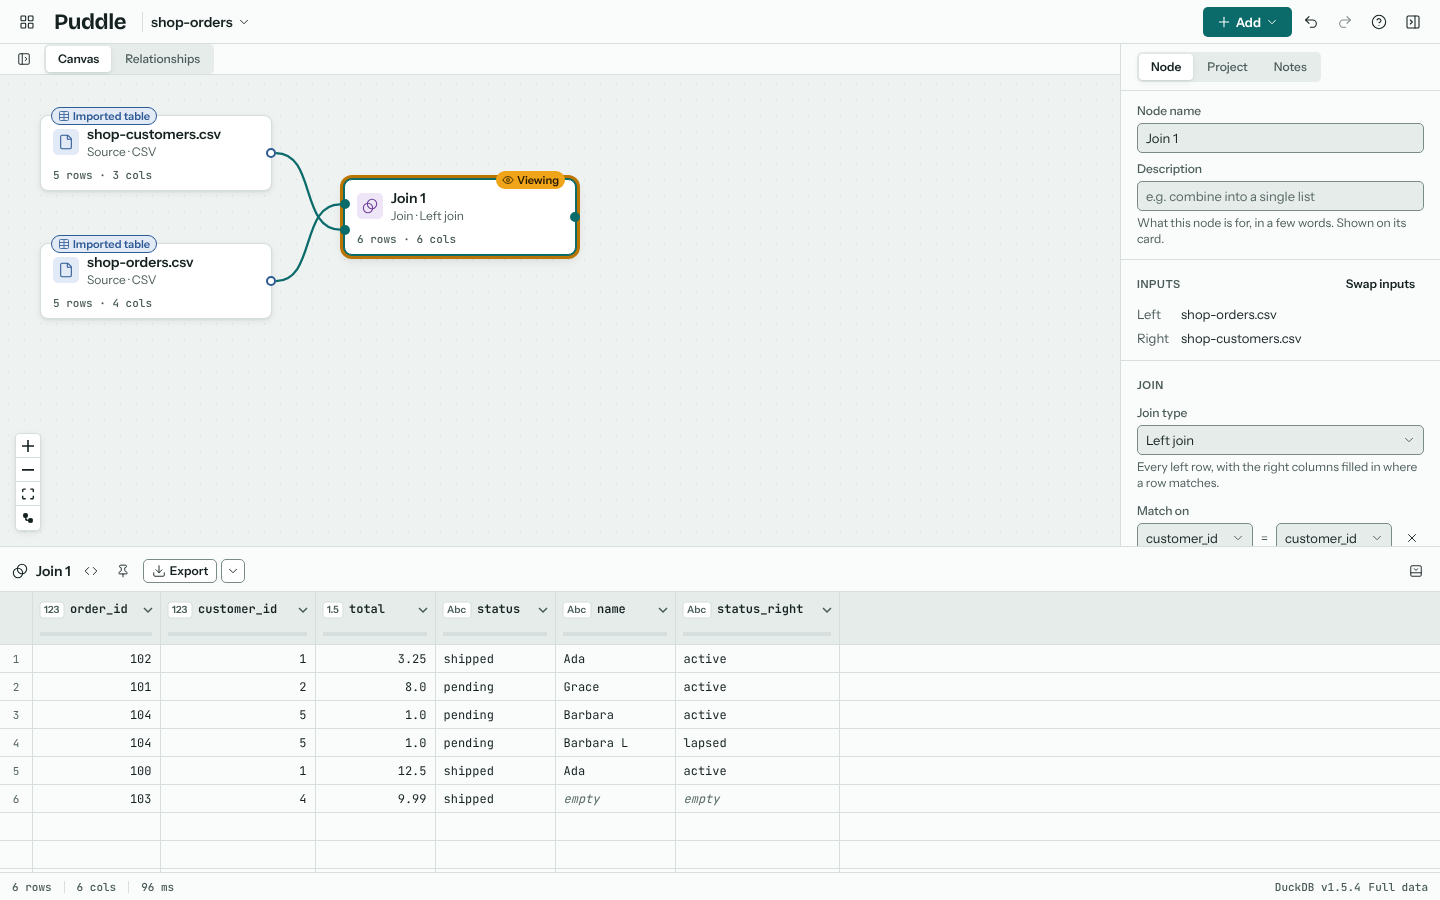 Puddle
shop-orders
Add
Canvas
Relationships
Imported table
shop-customers.csv
Source · CSV
5 rows · 3 cols
Imported table
shop-orders.csv
Source · CSV
5 rows · 4 cols
Viewing
Join 1
Join · Left join
6 rows · 6 cols
Node
Project
Notes
Node name
Join 1
Description
e.g. combine into a single list
What this node is for, in a few words. Shown on its
card.
INPUTS
Swap inputs
Left shop-orders.csv
Right shop-customers.csv
JOIN
Join type
Left join
Every left row, with the right columns filled in where
a row matches.
Match on
customer_id = customer_id
Join 1
Export
123 order_id 123 customer_id 1.5 total Abc status Abc name Abc status_right
1 102 1 3.25 shipped Ada active
2 101 2 8.0 pending Grace active
3 104 5 1.0 pending Barbara active
4 104 5 1.0 pending Barbara L lapsed
5 100 1 12.5 shipped Ada active
6 103 4 9.99 shipped empty empty
6 rows 6 cols 96 ms
DuckDB v1.5.4 Full data